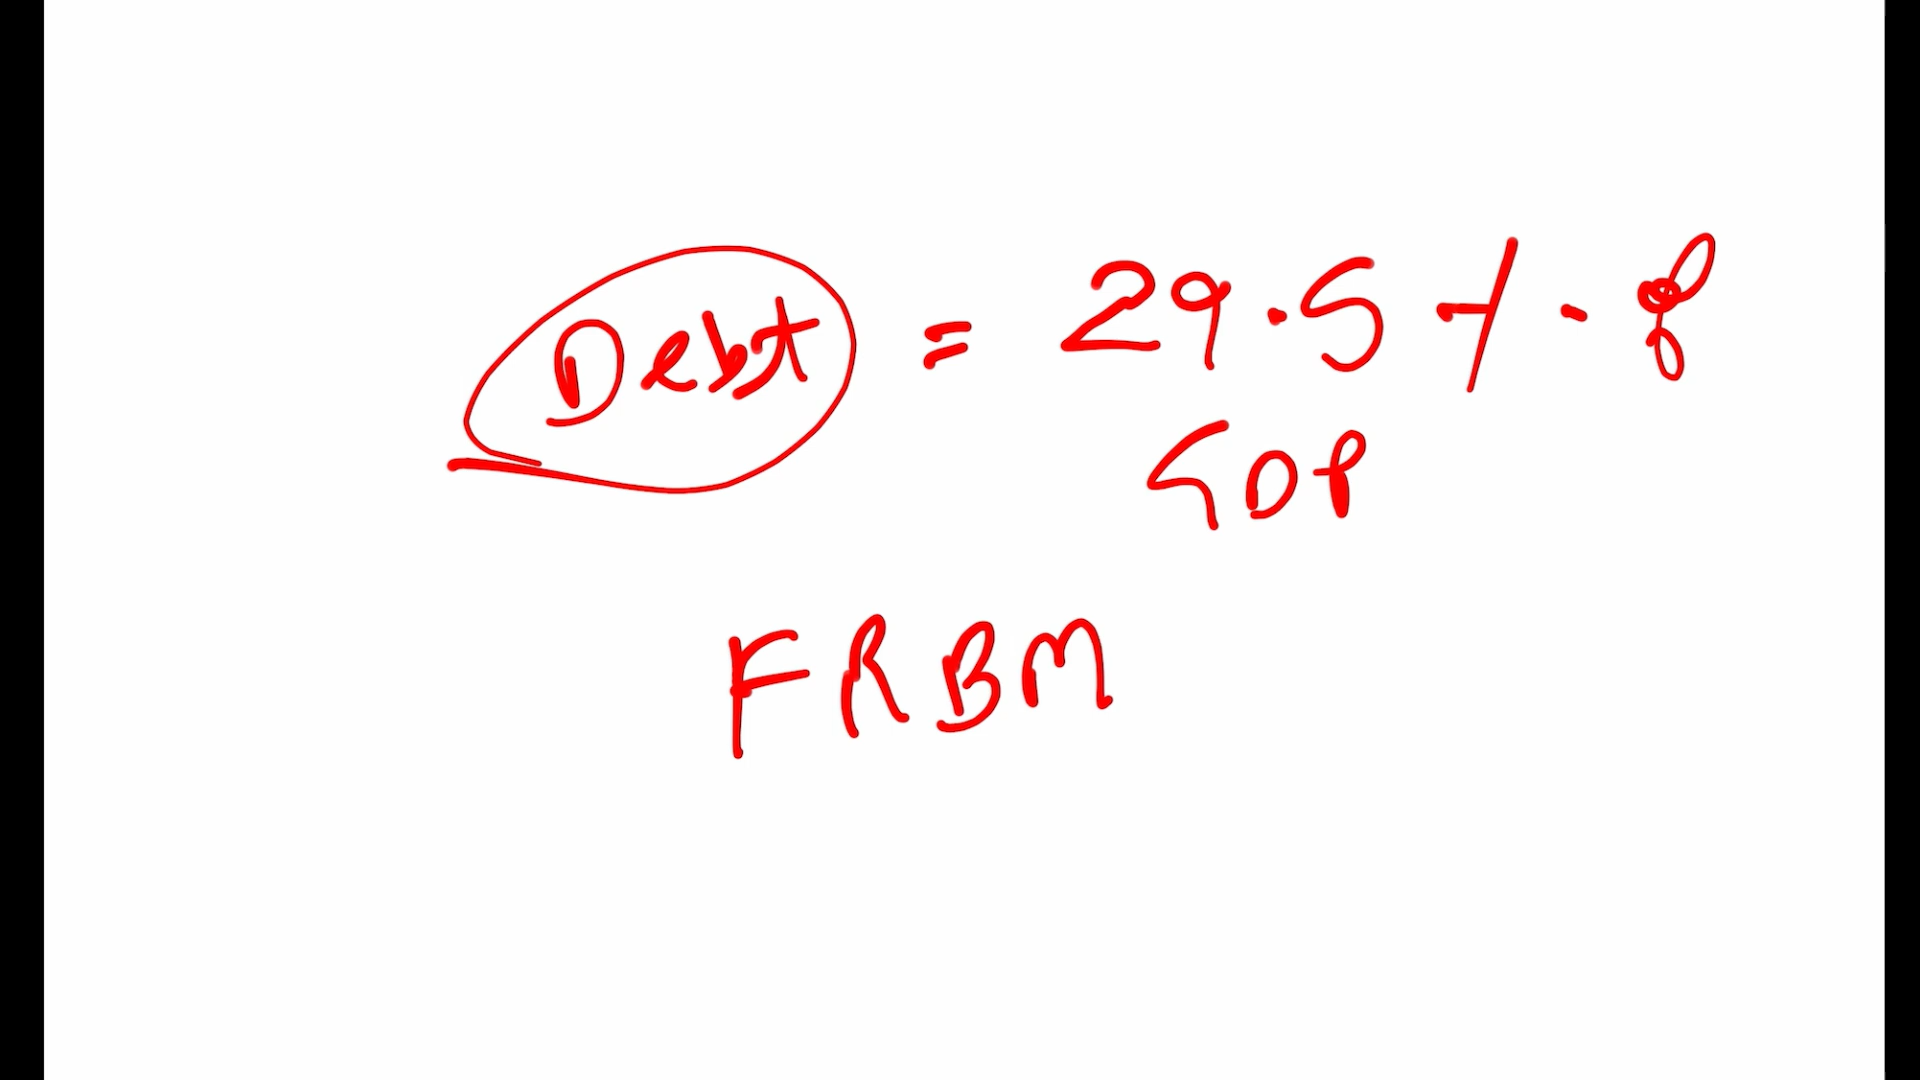 Debt = 29.5 % of
GDP
FRBM